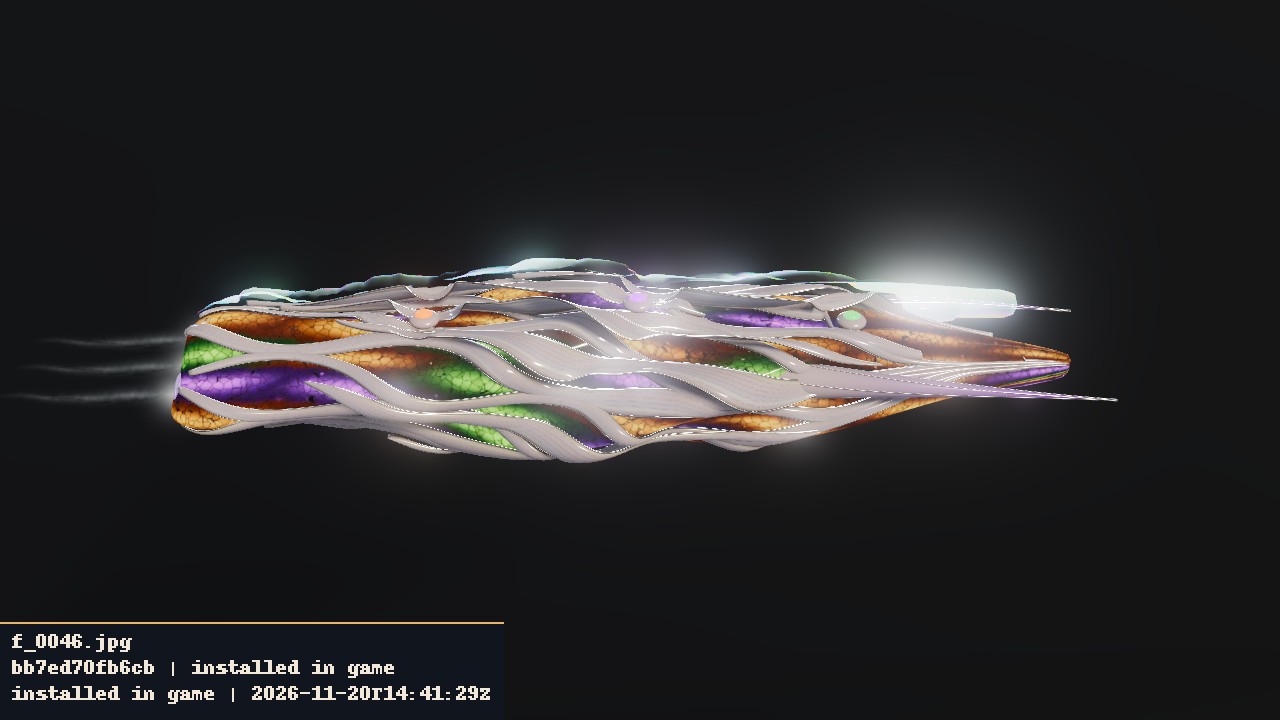 f_0046.jpg
bb7ed70fb6cb | installed in game
installed in game | 2026-11-20T14:41:29z